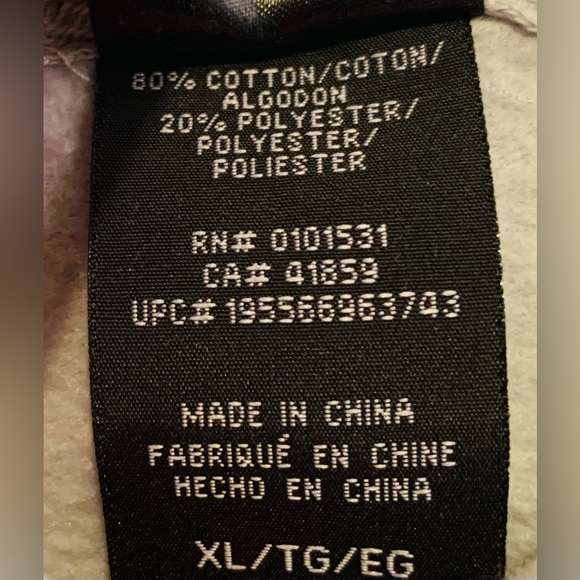 80% COTTON/COTON/
ALGODON
20% POLYESTER/
POLYESTER/
POLIESTER
RN# 0101531
CA# 41859
UPC# 195566963743
MADE IN CHINA
FABRIQUÉ EN CHINE
HECHO EN CHINA
XL/TG/EG